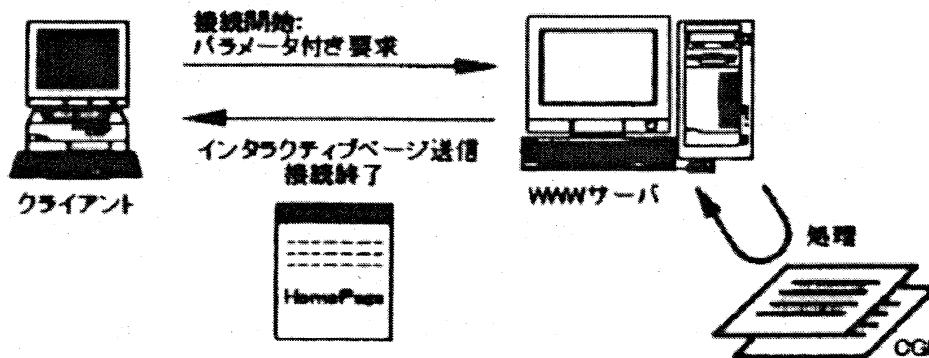 接続開始:
パラメータ付き要求
インタラクティブページ送信
接続終了
クライアント
WWWサーバ
処理
HomePage
CGI